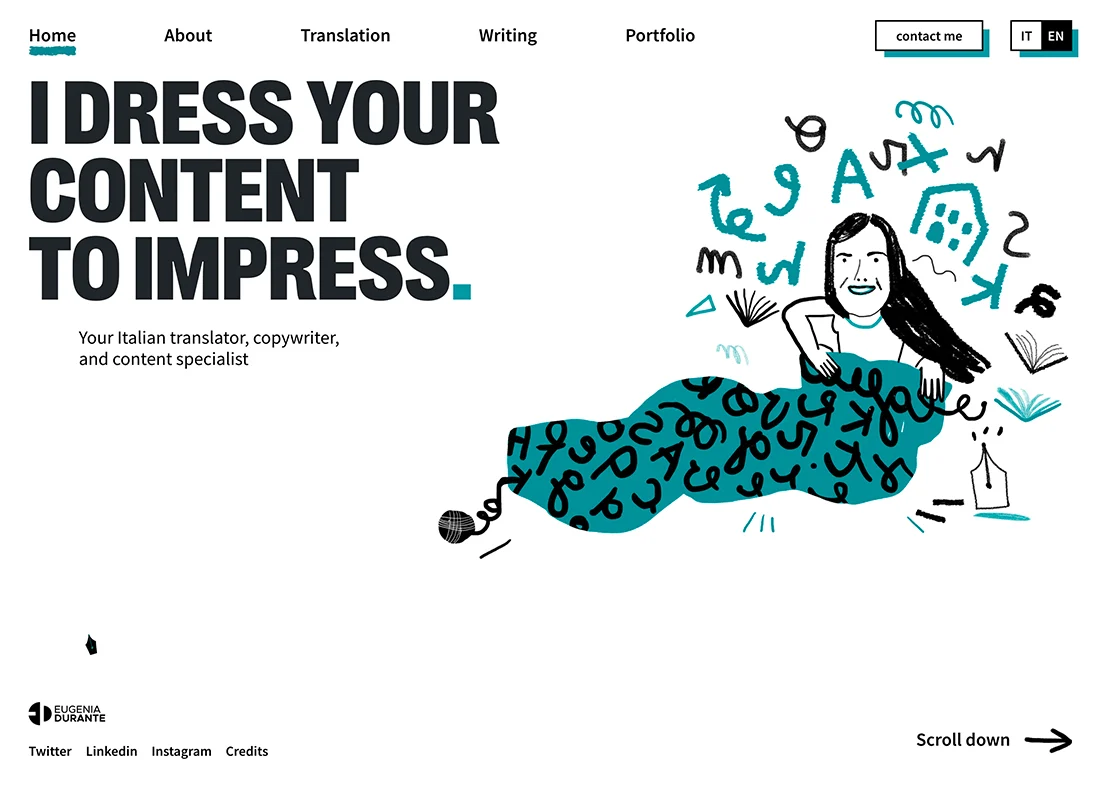 Home
About
Translation
Writing
Portfolio
contact me
IT
EN
I DRESS YOUR
CONTENT
TO IMPRESS.
Your Italian translator, copywriter,
and content specialist
EUGENIA
DURANTE
Twitter
Linkedin
Instagram
Credits
Scroll down